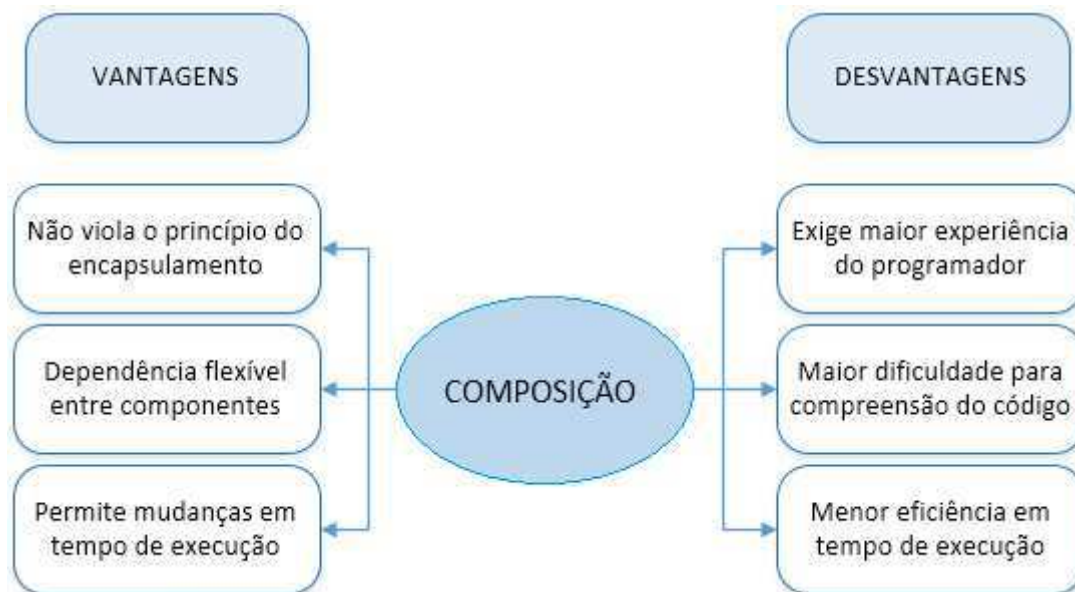 VANTAGENS
DESVANTAGENS
Não viola o princípio do
encapsulamento
Dependência flexível
entre componentes
Permite mudanças em
tempo de execução
COMPOSIÇÃO
Exige maior experiência
do programador
Maior dificuldade para
compreensão do código
Menor eficiência em
tempo de execução